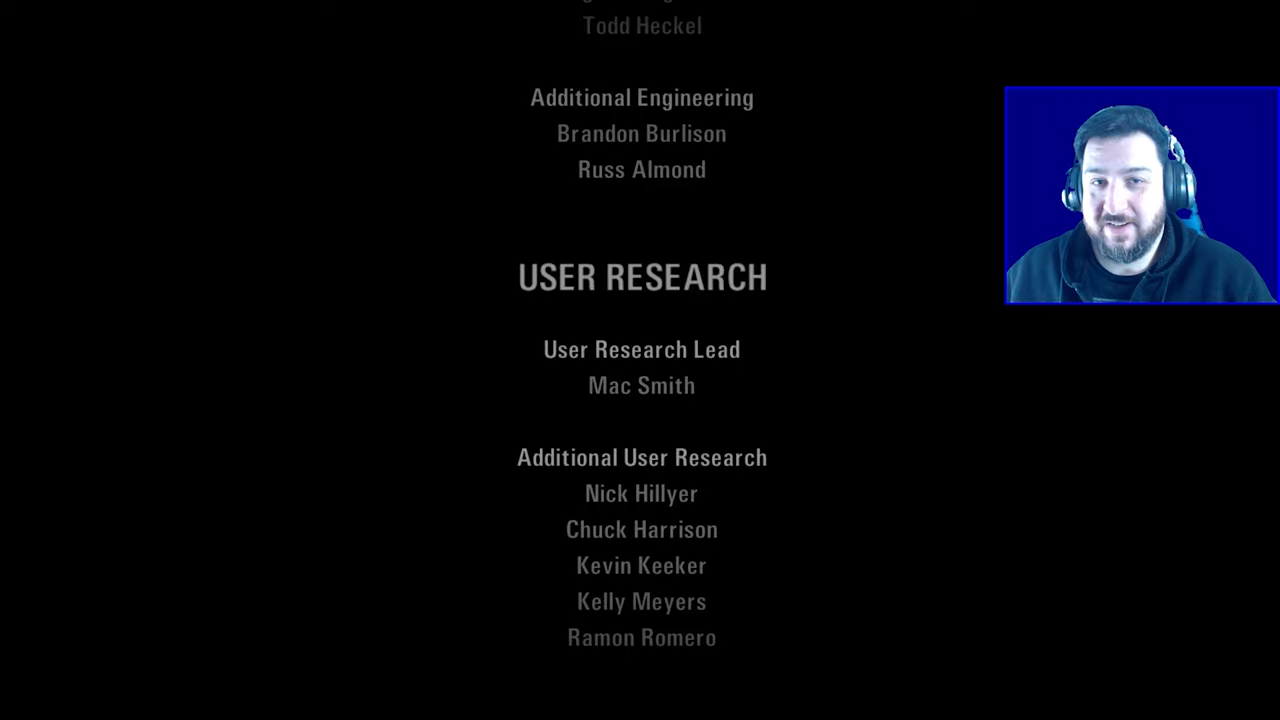 Todd Heckel
Additional Engineering
Brandon Burlison
Russ Almond
USER RESEARCH
User Research Lead
Mac Smith
Additional User Research
Nick Hillyer
Chuck Harrison
Kevin Keeker
Kelly Meyers
Ramon Romero